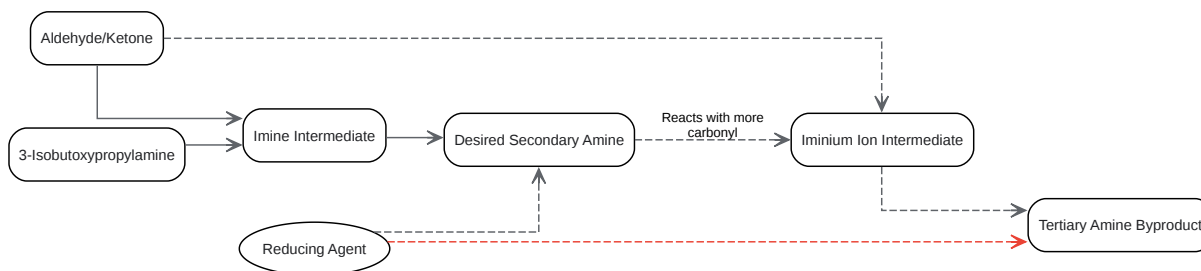 Aldehyde/Ketone
3-Isobutoxypropylamine
Imine Intermediate
Desired Secondary Amine
Reacts with more
carbonyl
Iminium Ion Intermediate
Reducing Agent
Tertiary Amine Byproduct